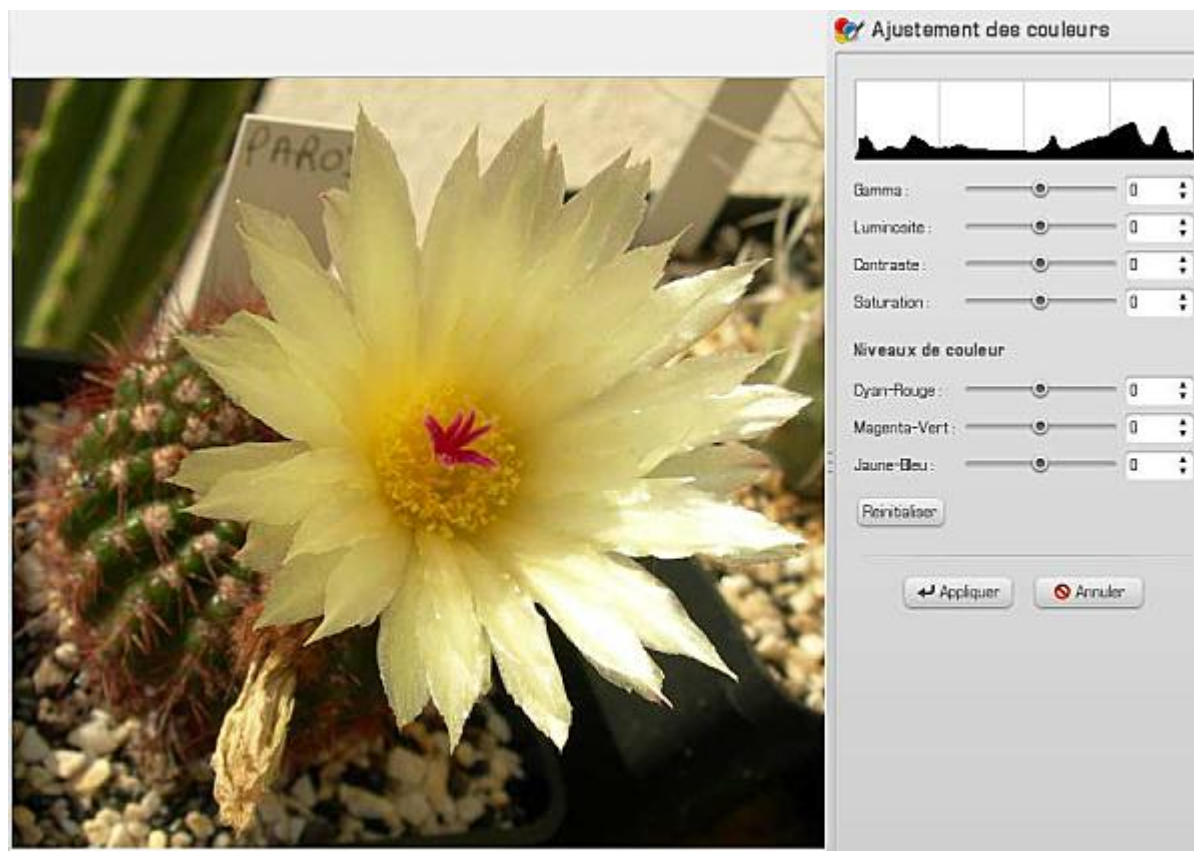 Ajustement des couleurs
PARO
Gamma : 0
Luminosite : 0
Contraste : 0
Saturation : 0
Niveaux de couleur
Cyan-Rouge : 0
Magenta-Vert : 0
Jaune-Bleu : 0
Reinitialiser
Appliquer Annuler